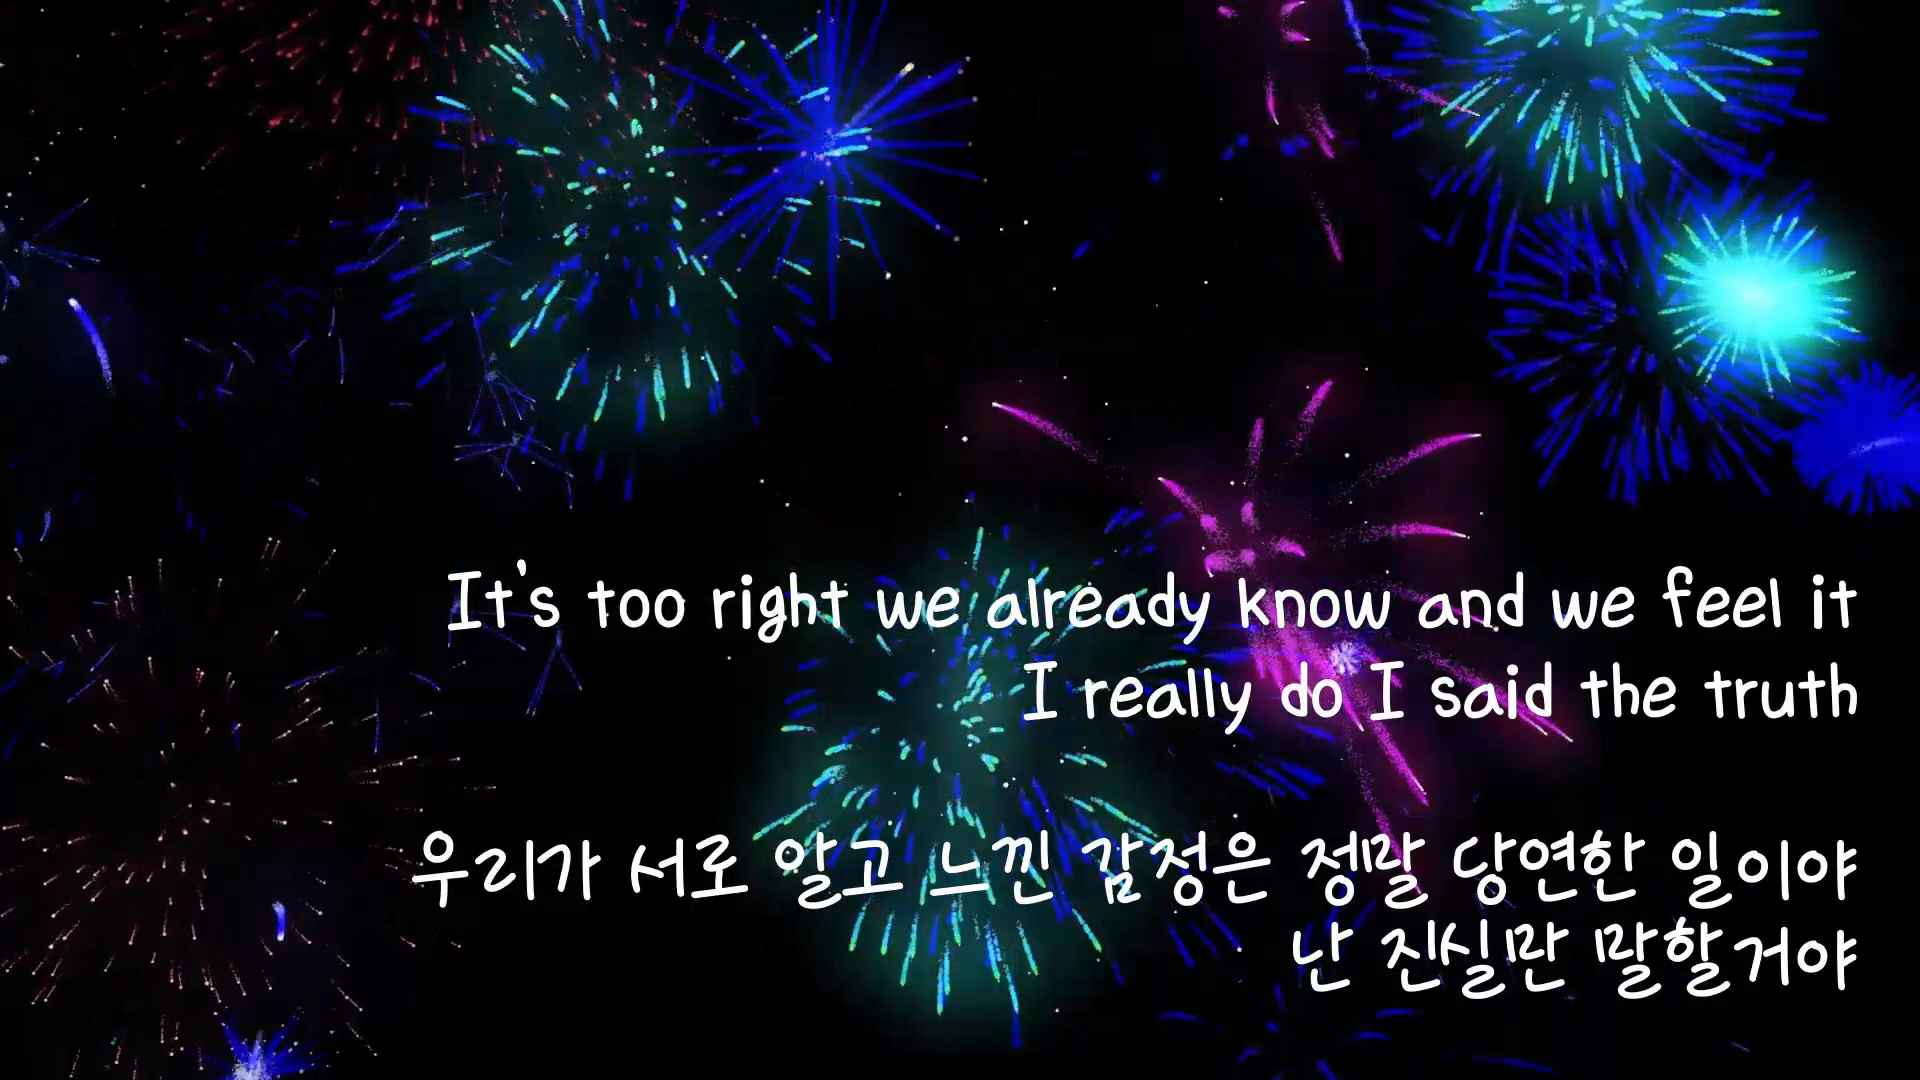 It's too right we already know and we feel it
I really do I said the truth
우리가 서로 알고 느낀 감정은 정말 당연한 일이야
난 진실만 말할거야